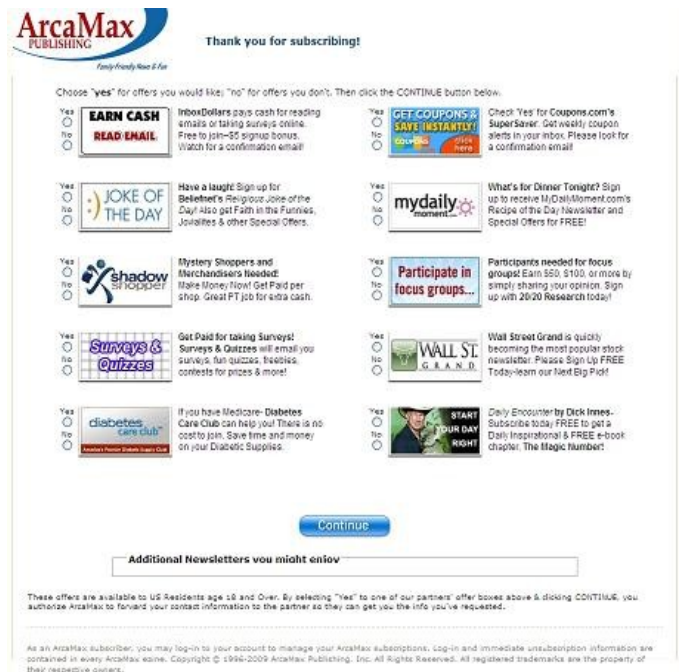 ArcaMax
PUBLISHING
Family-Friendly News & Fun
Thank you for subscribing!
Choose "yes" for offers you would like; "no" for offers you don't. Then click the CONTINUE button below.
Yes
No
EARN CASH
READ EMAIL
InboxDollars pays cash for reading
emails or taking surveys online.
Free to join–$5 signup bonus.
Watch for a confirmation email!
Yes
No
GET COUPONS &
SAVE INSTANTLY!
COUPONS
click
here
Check 'Yes' for Coupons.com's
SuperSaver. Get weekly coupon
alerts in your inbox. Please look for
a confirmation email!
Yes
No
:) JOKE OF
THE DAY
Have a laugh! Sign up for
Beliefnet's Religious Joke of the
Day! Also get Faith in the Funnies,
Jovialites & other Special Offers.
Yes
No
mydaily
moment
What's for Dinner Tonight? Sign
up to receive MyDailyMoment.com's
Recipe of the Day Newsletter and
Special Offers for FREE!
Yes
No
shadow
shopper
Mystery Shoppers and
Merchandisers Needed!
Make Money Now! Get Paid per
shop. Great PT job for extra cash.
Yes
No
Participate in
focus groups...
Participants needed for focus
groups! Earn $50, $100, or more by
simply sharing your opinion. Sign
up with 20/20 Research today!
Yes
No
Surveys &
Quizzes
Get Paid for taking Surveys!
Surveys & Quizzes will email you
surveys, fun quizzes, freebies,
contests for prizes & more!
Yes
No
WALL ST.
GRAND
Wall Street Grand is quickly
becoming the most popular stock
newsletter. Please Sign Up FREE
Today-learn our Next Big Pick!
Yes
No
diabetes
care club™
America's Premier Diabetic Supply Club
If you have Medicare- Diabetes
Care Club can help you! There is no
cost to join. Save time and money
on your Diabetic Supplies.
Yes
No
START
YOUR DAY
RIGHT
Daily Encounter by Dick Innes-
Subscribe today FREE to get a
Daily Inspirational & FREE e-book
chapter, The Magic Number!
Continue
Additional Newsletters you might enjoy
These offers are available to US Residents age 18 and Over. By selecting "Yes" to one of our partners' offer boxes above & clicking CONTINUE, you
authorize ArcaMax to forward your contact information to the partner so they can get you the info you've requested.
As an ArcaMax subscriber, you may log-in to your account to manage your ArcaMax subscriptions. Log-in and immediate unsubscription information are
contained in every ArcaMax ezine. Copyright © 1996-2009 ArcaMax Publishing, Inc. All Rights Reserved. All registered trademarks are the property of
their respective owners.